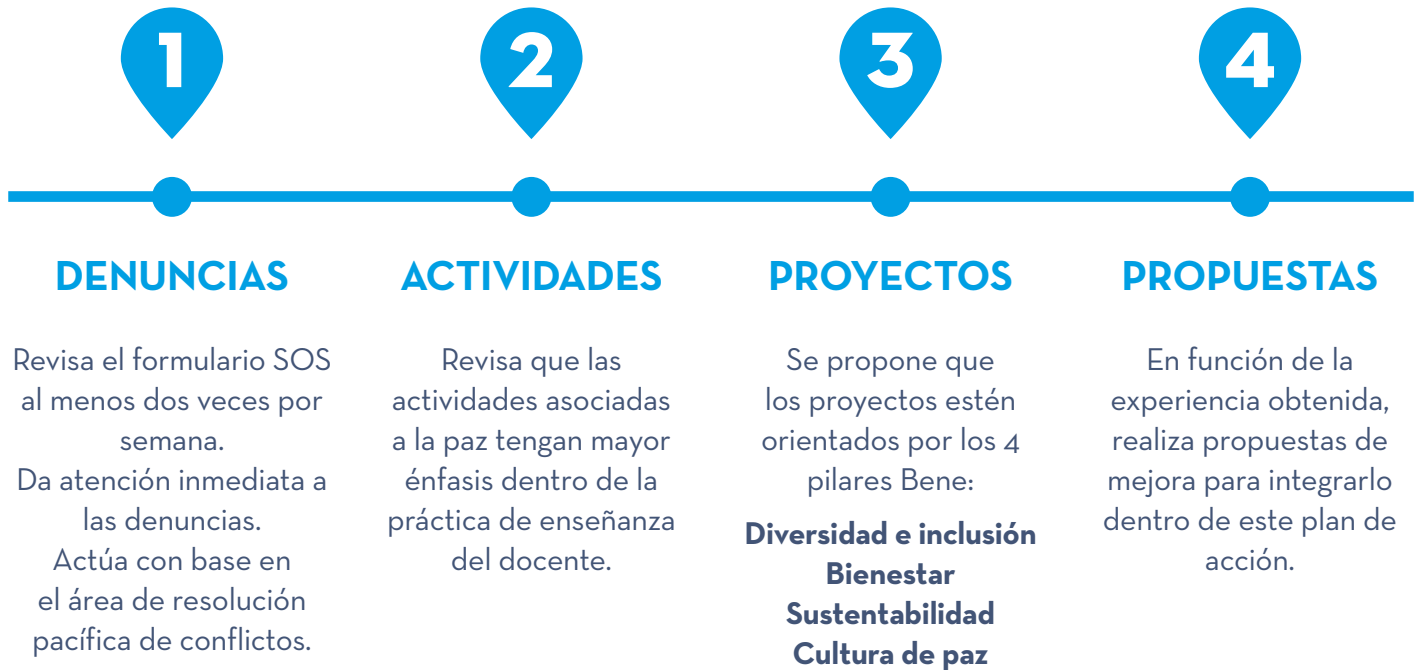 1
DENUNCIAS
Revisa el formulario SOS
al menos dos veces por
semana.
Da atención inmediata a
las denuncias.
Actúa con base en
el área de resolución
pacífica de conflictos.
2
ACTIVIDADES
Revisa que las
actividades asociadas
a la paz tengan mayor
énfasis dentro de la
práctica de enseñanza
del docente.
3
PROYECTOS
Se propone que
los proyectos estén
orientados por los 4
pilares Bene:
Diversidad e inclusión
Bienestar
Sustentabilidad
Cultura de paz
4
PROPUESTAS
En función de la
experiencia obtenida,
realiza propuestas de
mejora para integrarlo
dentro de este plan de
acción.